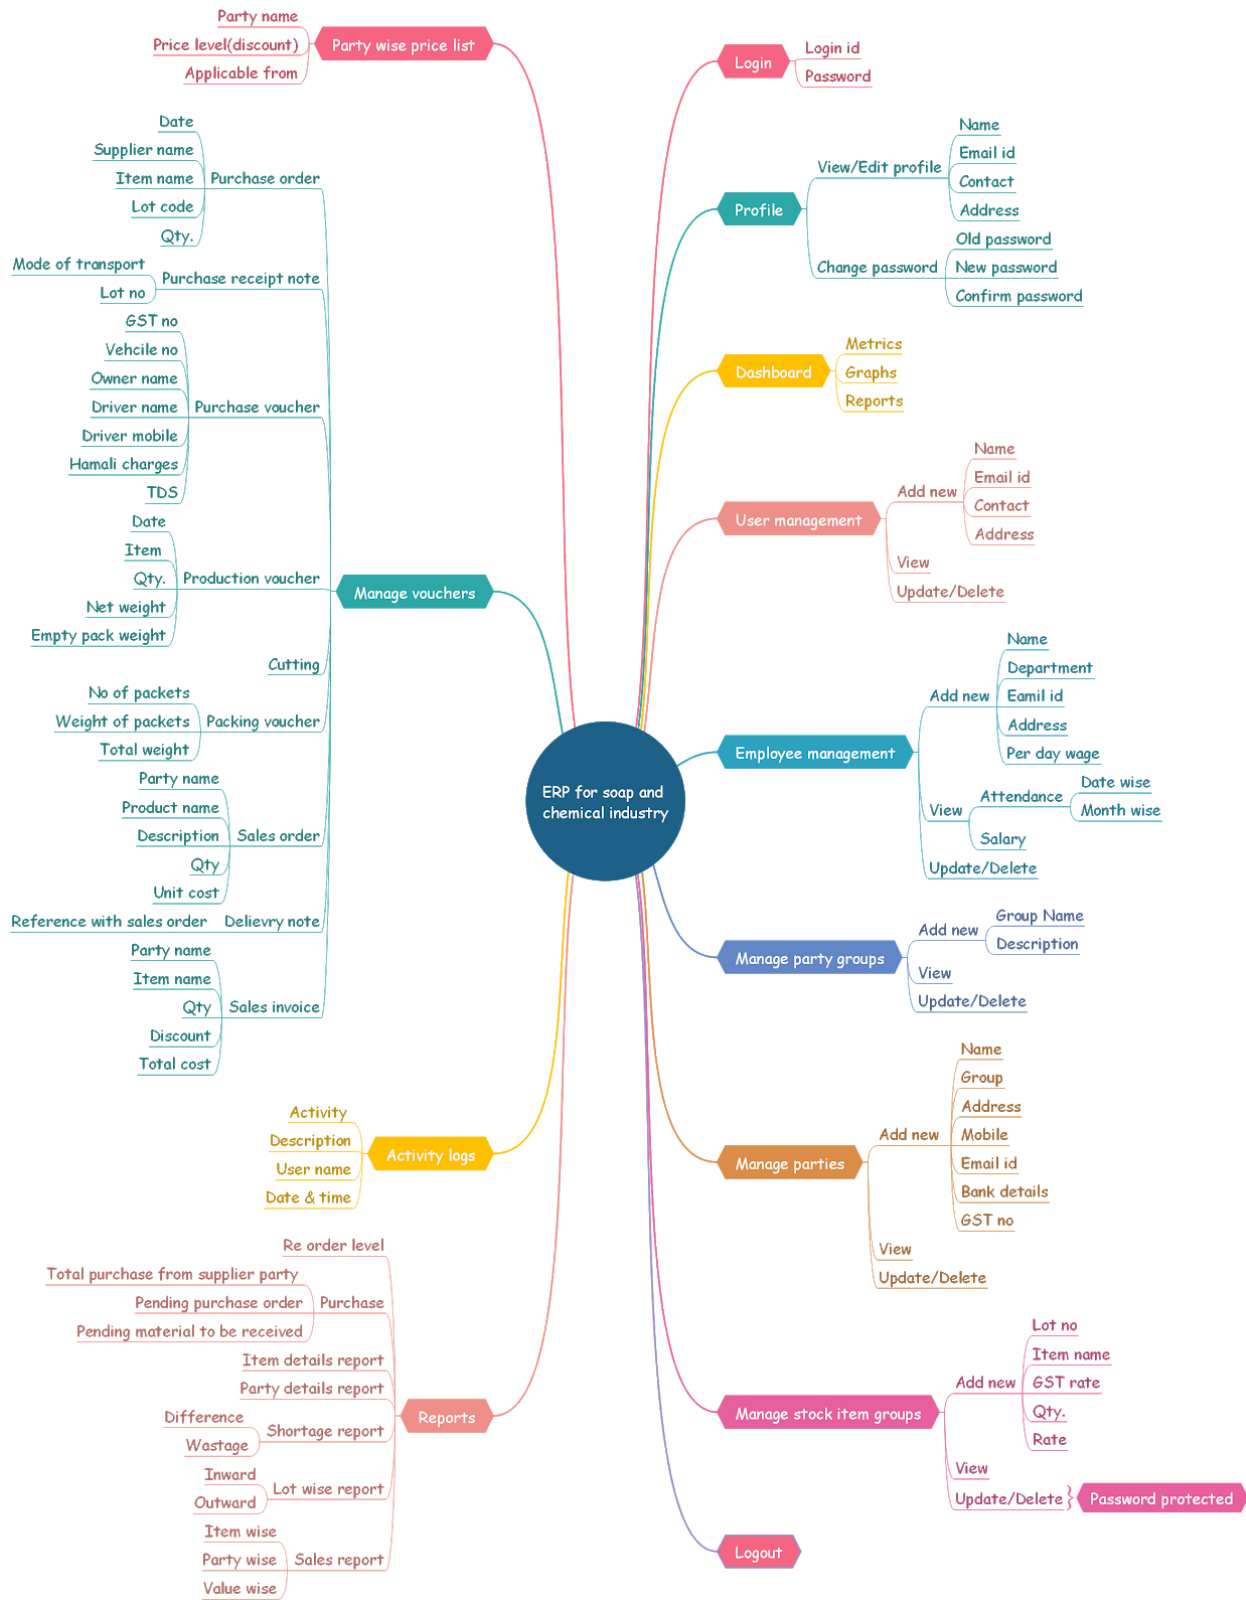 ERP for soap and
chemical industry
Login
Login id
Password
Profile
View/Edit profile
Name
Email id
Contact
Address
Change password
Old password
New password
Confirm password
Dashboard
Metrics
Graphs
Reports
User management
Add new
Name
Email id
Contact
Address
View
Update/Delete
Employee management
Add new
Name
Department
Eamil id
Address
Per day wage
View
Attendance
Date wise
Month wise
Salary
Update/Delete
Manage party groups
Add new
Group Name
Description
View
Update/Delete
Manage parties
Add new
Name
Group
Address
Mobile
Email id
Bank details
GST no
View
Update/Delete
Manage stock item groups
Add new
Lot no
Item name
GST rate
Qty.
Rate
View
Update/Delete
Password protected
Logout
Party wise price list
Party name
Price level(discount)
Applicable from
Manage vouchers
Purchase order
Date
Supplier name
Item name
Lot code
Qty.
Purchase receipt note
Mode of transport
Lot no
Purchase voucher
GST no
Vehcile no
Owner name
Driver name
Driver mobile
Hamali charges
TDS
Production voucher
Date
Item
Qty.
Net weight
Empty pack weight
Cutting
Packing voucher
No of packets
Weight of packets
Total weight
Sales order
Party name
Product name
Description
Qty
Unit cost
Delievry note
Reference with sales order
Sales invoice
Party name
Item name
Qty
Discount
Total cost
Activity logs
Activity
Description
User name
Date & time
Reports
Re order level
Purchase
Total purchase from supplier party
Pending purchase order
Pending material to be received
Item details report
Party details report
Shortage report
Difference
Wastage
Lot wise report
Inward
Outward
Sales report
Item wise
Party wise
Value wise